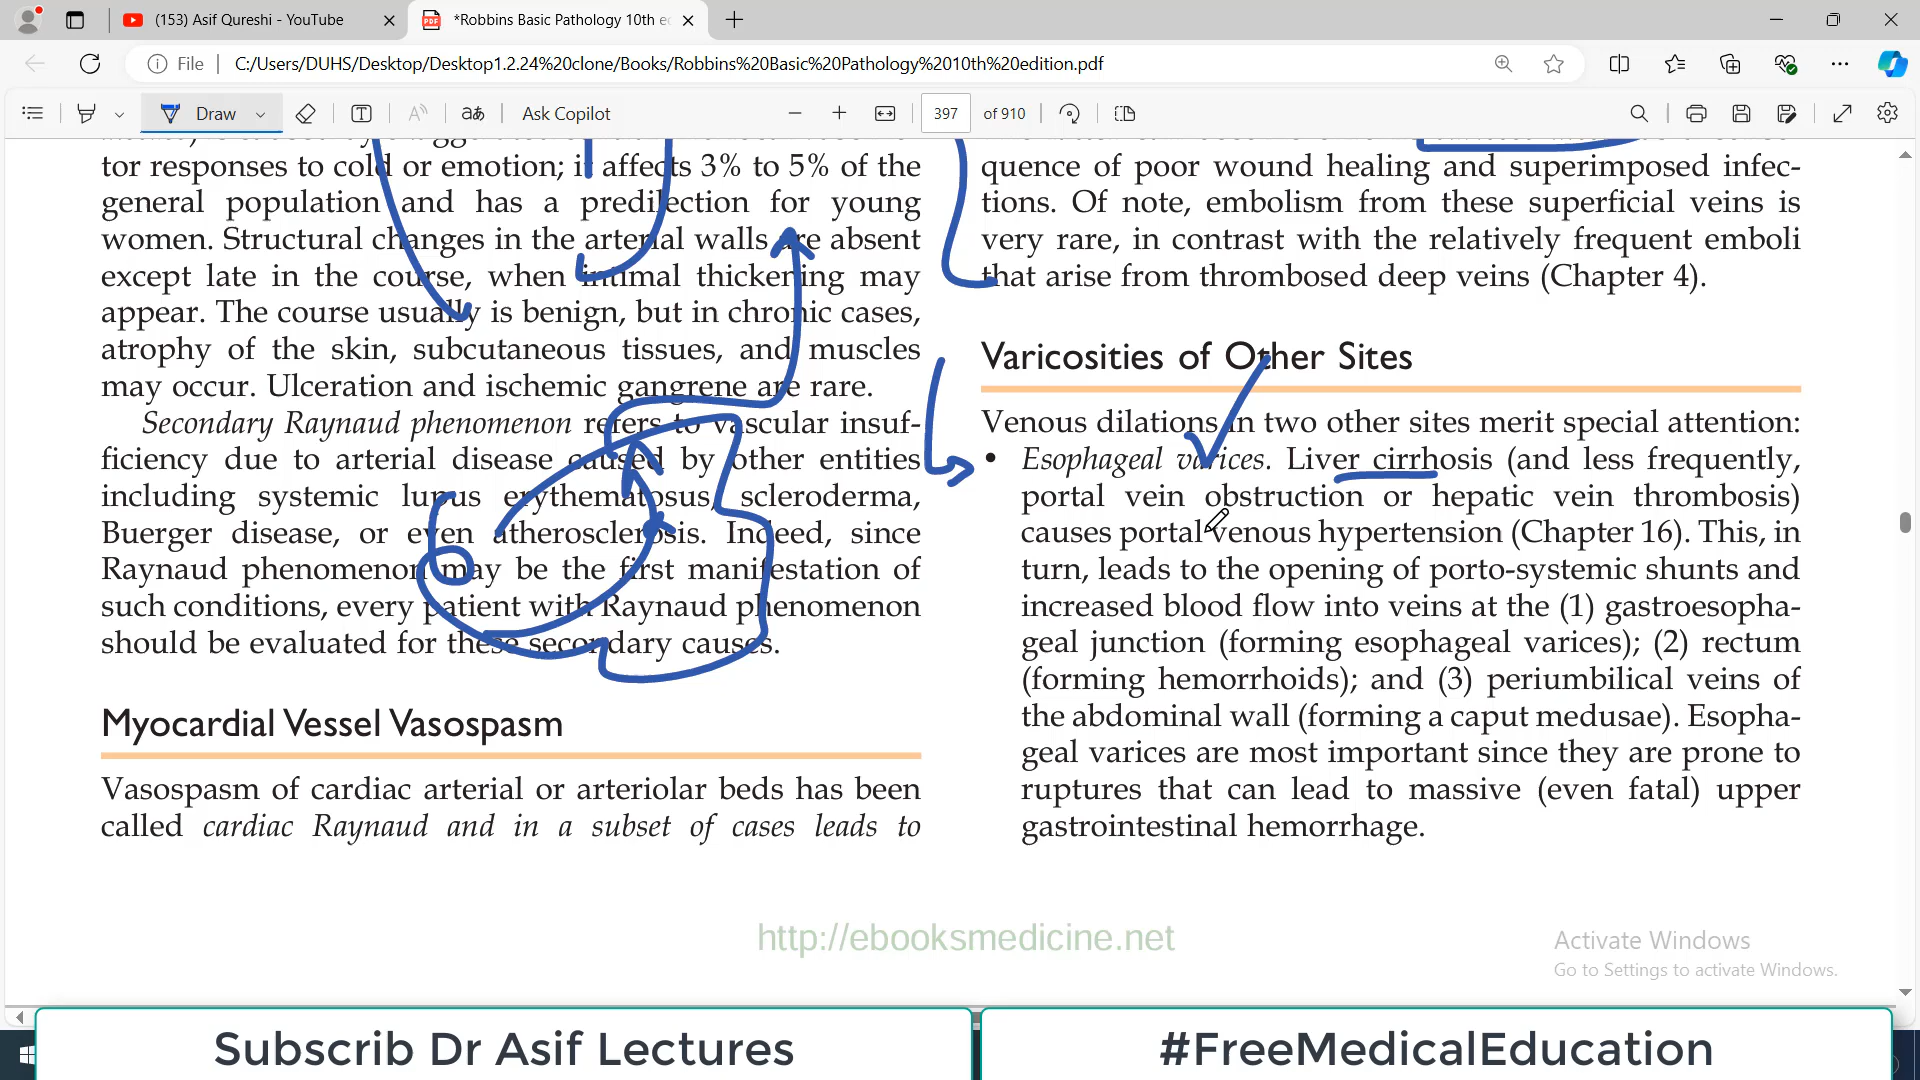 (153) Asif Qureshi - YouTube
*Robbins Basic Pathology 10th e
File
C:/Users/DUHS/Desktop/Desktop1.2.24%20clone/Books/Robbins%20Basic%20Pathology%2010th%20edition.pdf
Draw
Ask Copilot
397
of 910
tor responses to cold or emotion; it affects 3% to 5% of the
general population and has a predilection for young
women. Structural changes in the arterial walls are absent
except late in the course, when intimal thickening may
appear. The course usually is benign, but in chronic cases,
atrophy of the skin, subcutaneous tissues, and muscles
may occur. Ulceration and ischemic gangrene are rare.
Secondary Raynaud phenomenon refers to vascular insuf-
ficiency due to arterial disease caused by other entities
including systemic lupus erythematosus, scleroderma,
Buerger disease, or even atherosclerosis. Indeed, since
Raynaud phenomenon may be the first manifestation of
such conditions, every patient with Raynaud phenomenon
should be evaluated for these secondary causes.
Myocardial Vessel Vasospasm
Vasospasm of cardiac arterial or arteriolar beds has been
called cardiac Raynaud and in a subset of cases leads to
quence of poor wound healing and superimposed infec-
tions. Of note, embolism from these superficial veins is
very rare, in contrast with the relatively frequent emboli
that arise from thrombosed deep veins (Chapter 4).
Varicosities of Other Sites
Venous dilations in two other sites merit special attention:
• Esophageal varices. Liver cirrhosis (and less frequently,
portal vein obstruction or hepatic vein thrombosis)
causes portal venous hypertension (Chapter 16). This, in
turn, leads to the opening of porto-systemic shunts and
increased blood flow into veins at the (1) gastroesopha-
geal junction (forming esophageal varices); (2) rectum
(forming hemorrhoids); and (3) periumbilical veins of
the abdominal wall (forming a caput medusae). Esopha-
geal varices are most important since they are prone to
ruptures that can lead to massive (even fatal) upper
gastrointestinal hemorrhage.
http://ebooksmedicine.net
Activate Windows
Go to Settings to activate Windows.
Subscrib Dr Asif Lectures
#FreeMedicalEducation